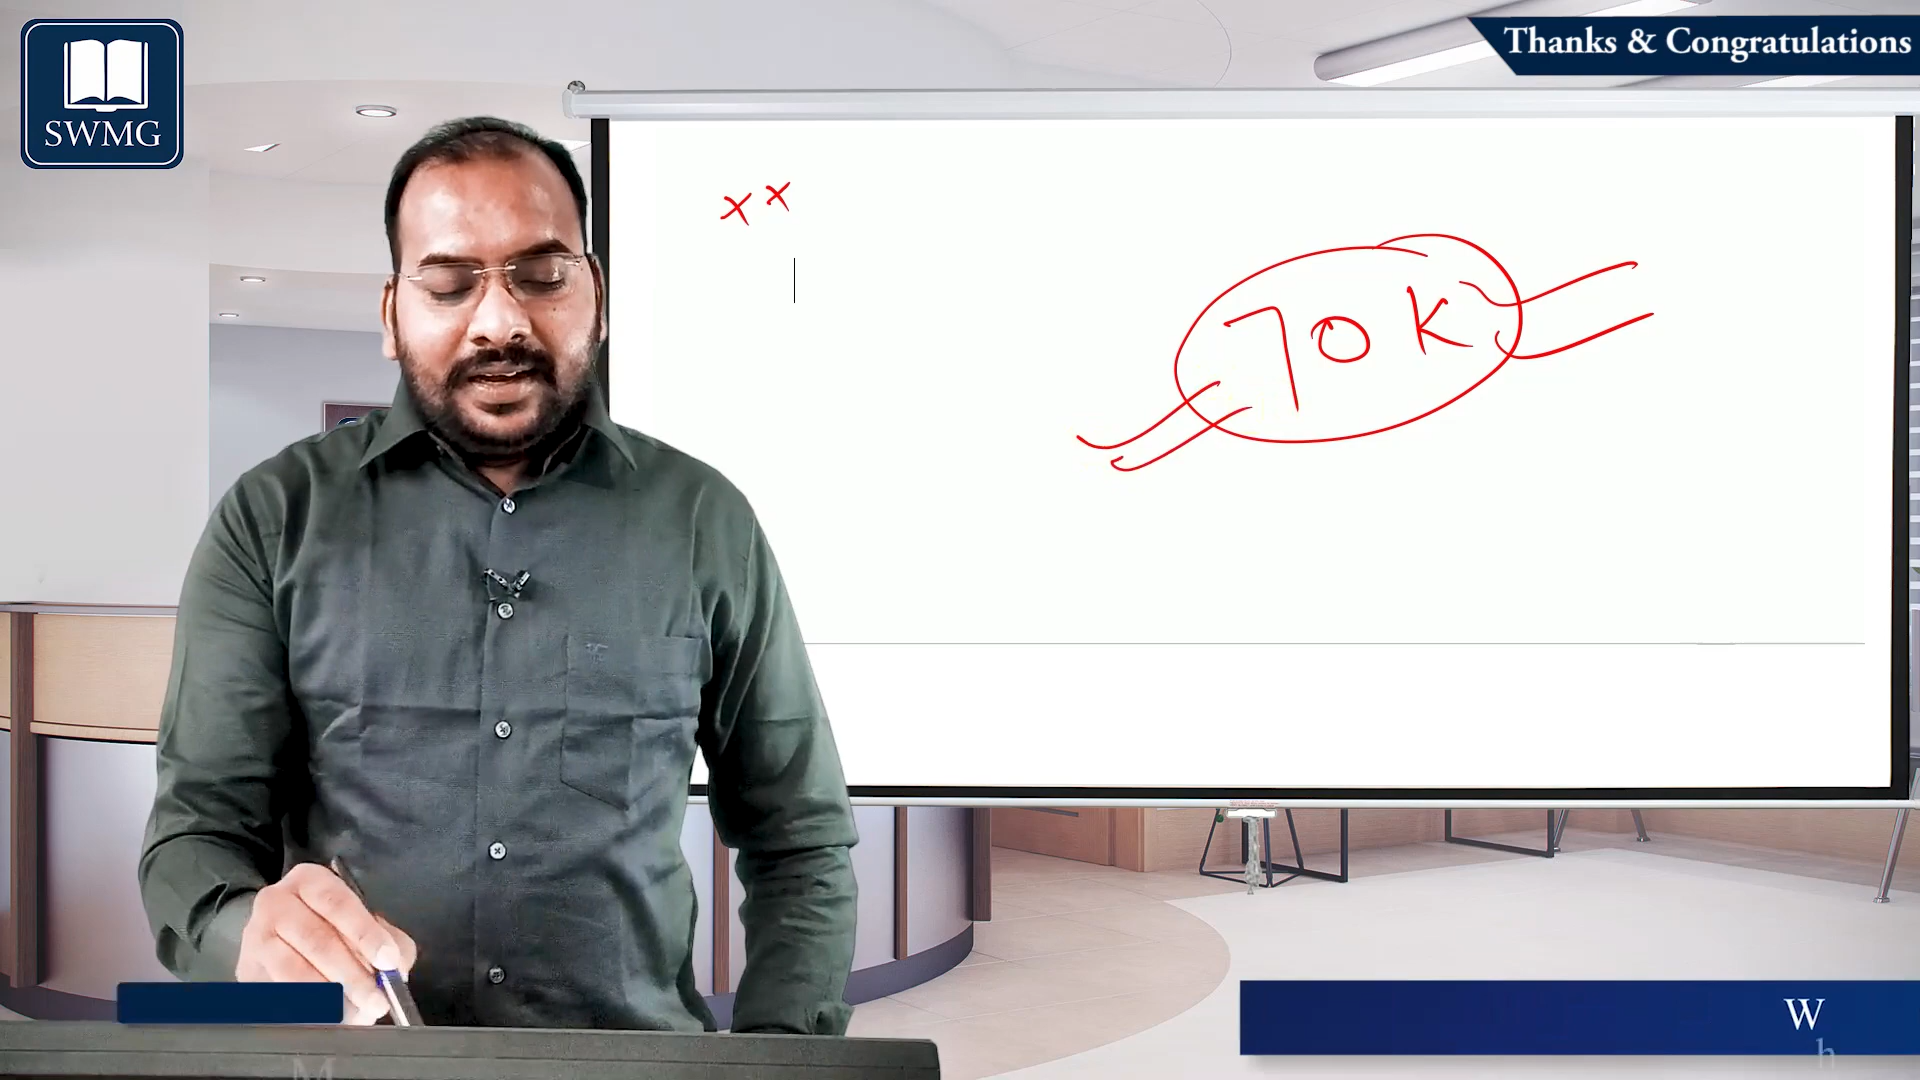 SWMG
Thanks & Congratulations
x x
70 K
W
h
M